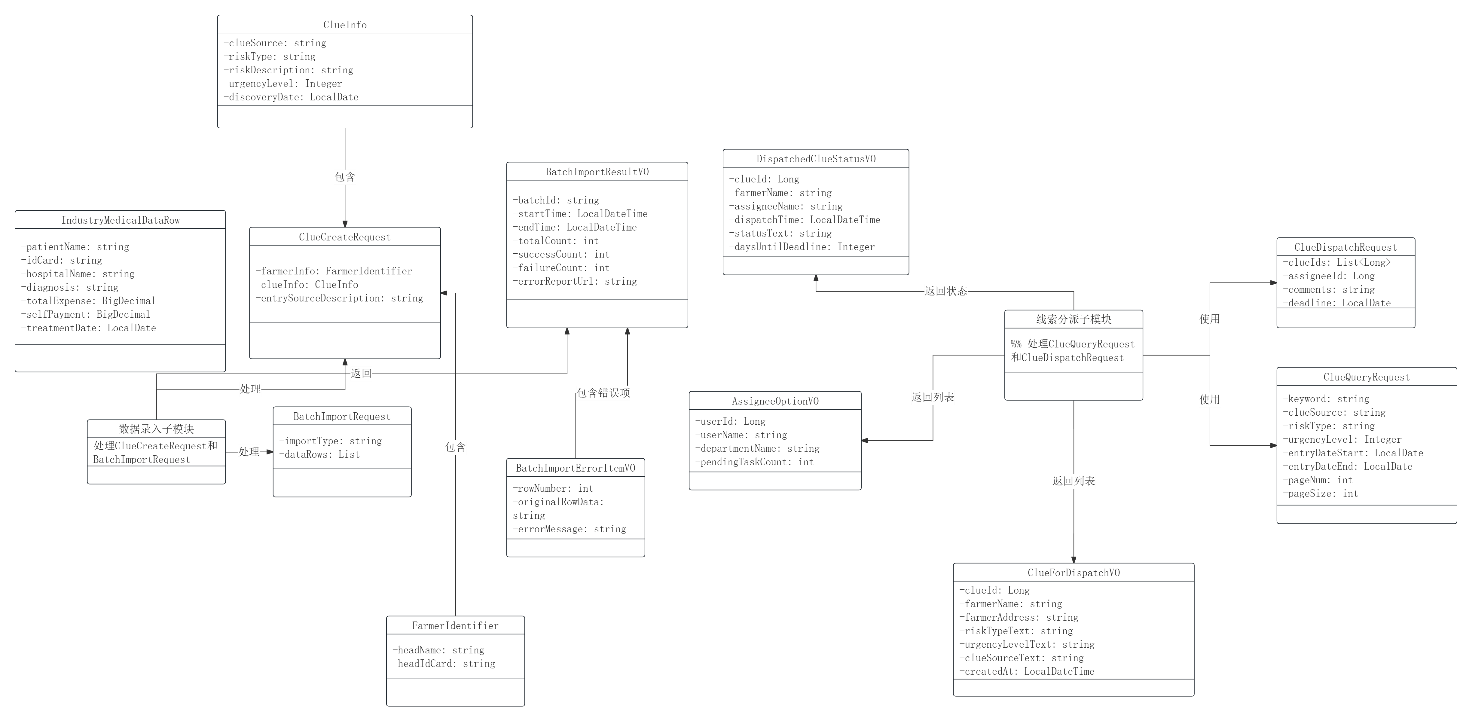 ClueInfo
-clueSource: string
-riskType: string
-riskDescription: string
-urgencyLevel: Integer
-discoveryDate: LocalDate
包含
IndustryMedicalDataRow
-patientName: string
-idCard: string
-hospitalName: string
-diagnosis: string
-totalExpense: BigDecimal
-selfPayment: BigDecimal
-treatmentDate: LocalDate
ClueCreateRequest
-farmerInfo: FarmerIdentifier
-clueInfo: ClueInfo
-entrySourceDescription: string
BatchImportResultVO
-batchId: string
-startTime: LocalDateTime
-endTime: LocalDateTime
-totalCount: int
-successCount: int
-failureCount: int
-errorReportUrl: string
返回
处理
数据录入子模块
处理ClueCreateRequest和
BatchImportRequest
处理
BatchImportRequest
-importType: string
-dataRows: List
包含
包含错误项
BatchImportErrorItemVO
-rowNumber: int
-originalRowData:
string
-errorMessage: string
FarmerIdentifier
-headName: string
-headIdCard: string
DispatchedClueStatusVO
-clueId: Long
-farmerName: string
-assigneeName: string
-dispatchTime: LocalDateTime
-statusText: string
-daysUntilDeadline: Integer
返回状态
线索分派子模块
%% 处理ClueQueryRequest
和ClueDispatchRequest
返回列表
AssigneeOptionVO
-userId: Long
-userName: string
-departmentName: string
-pendingTaskCount: int
返回列表
ClueForDispatchVO
-clueId: Long
-farmerName: string
-farmerAddress: string
-riskTypeText: string
-urgencyLevelText: string
-clueSourceText: string
-createdAt: LocalDateTime
使用
ClueDispatchRequest
-clueIds: List<Long>
-assigneeId: Long
-comments: string
-deadline: LocalDate
使用
ClueQueryRequest
-keyword: string
-clueSource: string
-riskType: string
-urgencyLevel: Integer
-entryDateStart: LocalDate
-entryDateEnd: LocalDate
-pageNum: int
-pageSize: int